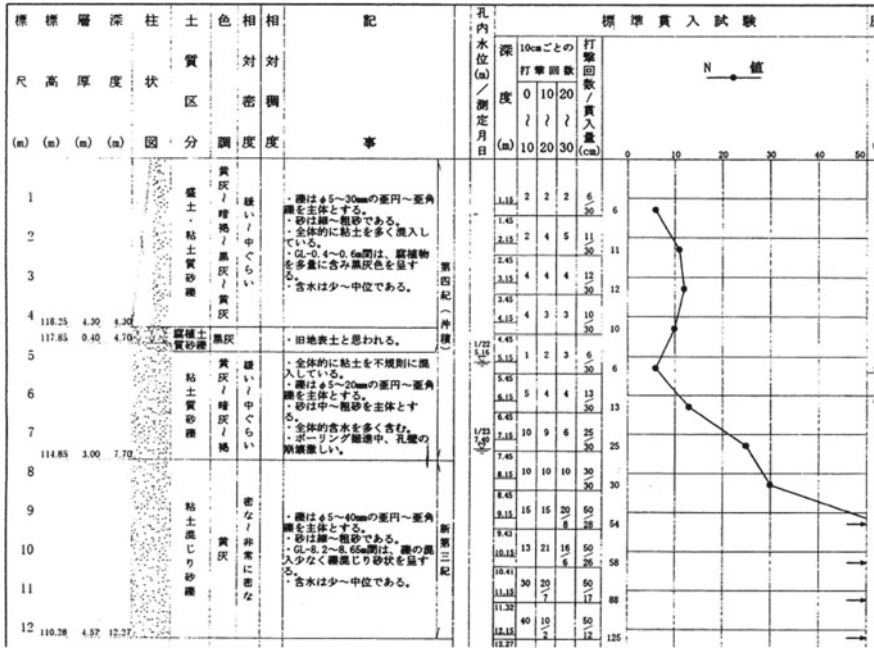 標尺(m)
標高(m)
層厚(m)
深度(m)
柱状図
土質区分
色調
相対密度
相対稠度
記事
孔内水位(m)/測定月日
標準貫入試験
深度(m)
10cmごとの打撃回数
0~10
10~20
20~30
打撃回数/貫入量(cm)
N 値
0 10 20 30 40 50
1
2
3
4
5
6
7
8
9
10
11
12
118.25 4.30 4.30
117.85 0.40 4.70
114.85 3.00 7.70
110.28 4.57 12.27
盛土・粘土質砂礫
黄灰~暗褐~黒灰~黄灰
緩い~中ぐらい
・礫はφ5~30mmの亜円~亜角
礫を主体とする。
・砂は細~粗砂である。
・全体的に粘土を多く混入し
ている。
・GL-0.4~0.6m間は、腐植物
を多量に含み黒灰色を呈す
る。
・含水は少~中位である。
腐植土質砂礫
黒灰
・旧地表土と思われる。
粘土質砂礫
黄灰~暗灰~褐
緩い~中ぐらい
・全体的に粘土を不規則に混
入している。
・礫はφ5~20mmの亜円~亜角
礫を主体とする。
・砂は中~粗砂を主体とす
る。
・全体的含水を多く含む。
・ボーリング掘進中、孔壁の
崩壊激しい。
粘土混じり砂礫
黄灰
密な~非常に密な
・礫はφ5~40mmの亜円~亜角
礫を主体とする。
・砂は細~粗砂である。
・GL-8.2~8.65m間は、礫の混
入少なく礫混じり砂状を呈す
る。
・含水は少~中位である。
第四紀(沖積)
新第三紀
1/22
5.15
1/23
7.40
1.15 2 2 2 6/30 6
1.45
2.15 2 4 5 11/30 11
2.45
3.15 4 4 4 12/30 12
3.45
4.15 4 3 3 10/30 10
4.45
5.15 1 2 3 6/30 6
5.45
6.15 5 4 4 13/30 13
6.45
7.15 10 9 6 25/30 25
7.45
8.15 10 10 10 30/30 30
8.45
9.15 15 15 20/8 50/28 54
9.43
10.15 13 21 16/6 50/26 58
10.41
11.15 30 20/7 50/17 88
11.32
12.15 40 10/2 50/12 125
12.27